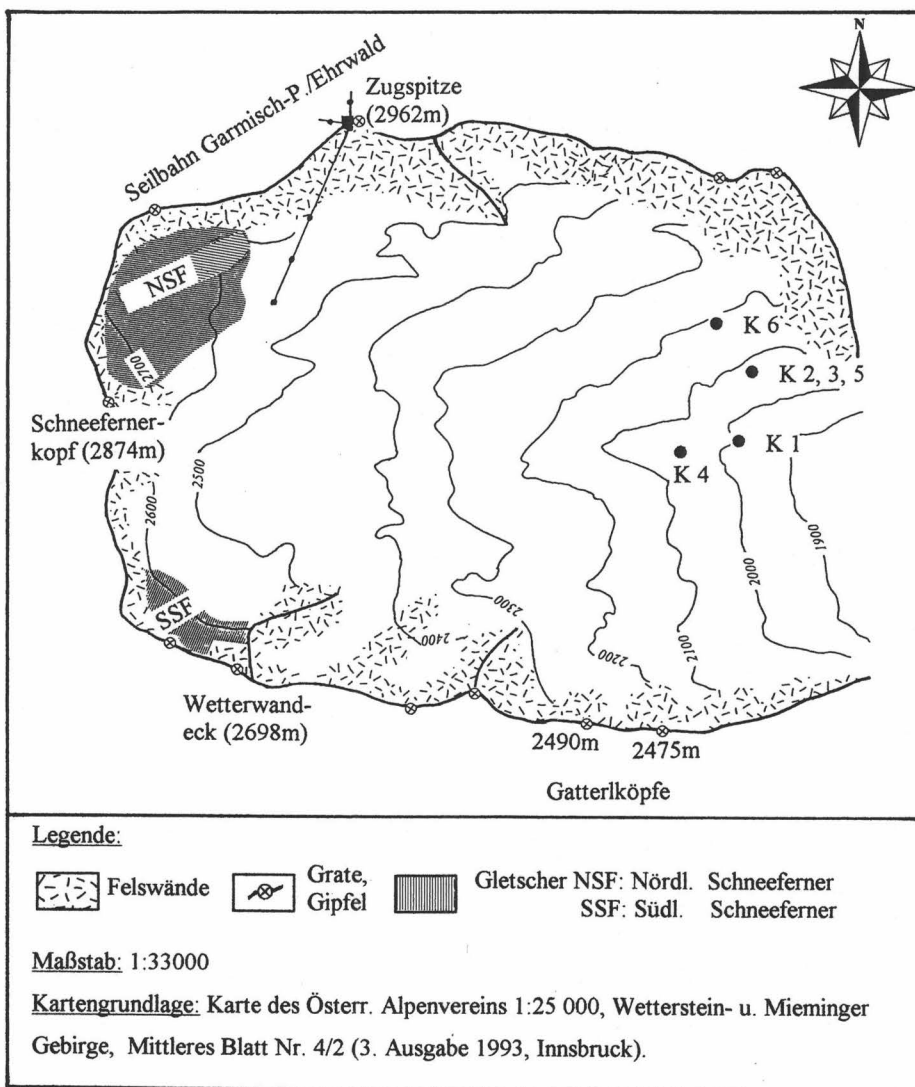 N
Seilbahn Garmisch-P./Ehrwald
Zugspitze
(2962m)
NSF
2700
K 6
K 2, 3, 5
K 1
K 4
Schneeferner-
kopf (2874m)
2600
2500
SSF
2400
2300
2200
2100
2000
1900
Wetterwand-
eck (2698m)
2490m
2475m
Gatterlköpfe
Legende:
Felswände
Grate,
Gipfel
Gletscher NSF: Nördl. Schneeferner
SSF: Südl. Schneeferner
Maßstab: 1:33000
Kartengrundlage: Karte des Österr. Alpenvereins 1:25 000, Wetterstein- u. Mieminger
Gebirge, Mittleres Blatt Nr. 4/2 (3. Ausgabe 1993, Innsbruck).